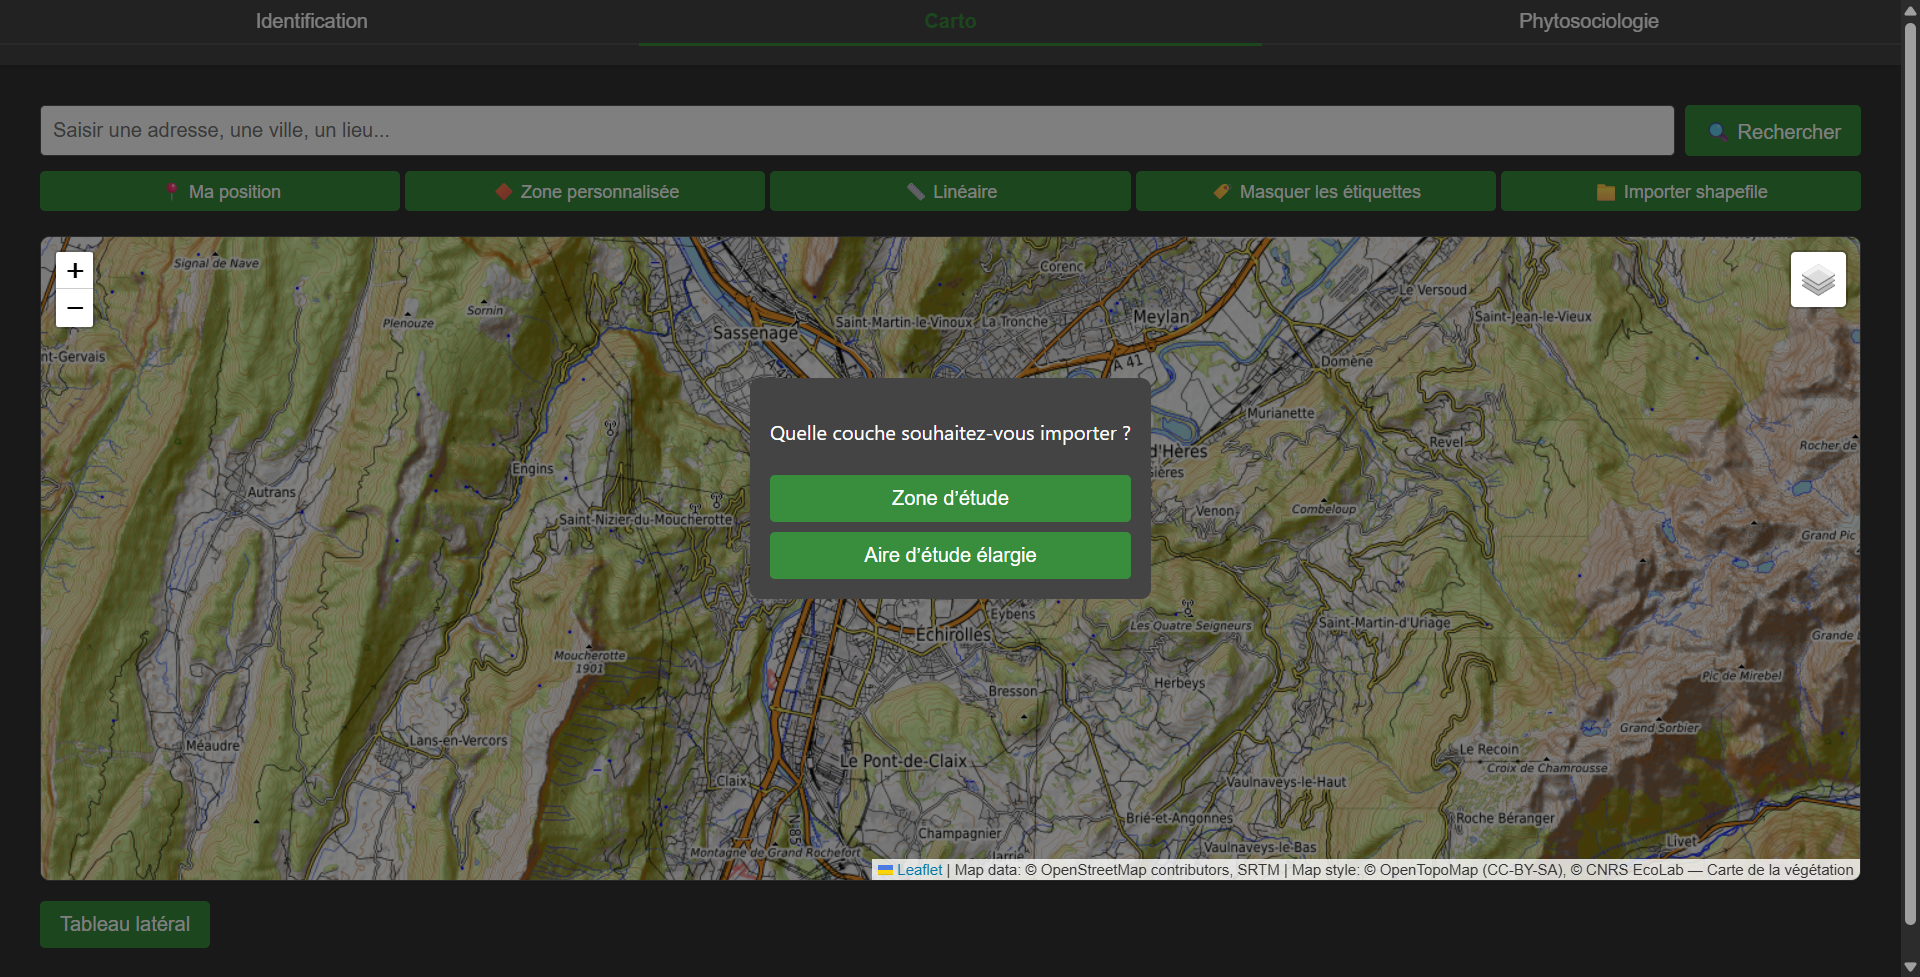 Identification
Carto
Phytosociologie
Saisir une adresse, une ville, un lieu...
Rechercher
Ma position
Zone personnalisée
Linéaire
Masquer les étiquettes
Importer shapefile
+
−
Signal de Nave
Corenc
Le Versoud
Sornin
Plenouze
Sassenage
Saint-Martin-le-Vinoux
La Tronche
Meylan
Saint-Jean-le-Vieux
nt-Gervais
A 41
Domène
Murianette
Revel
Rocher de
d'Hères
ières
Engins
Autrans
Saint-Nizier-du-Moucherotte
Venon
Combeloup
Grand Pic
Quelle couche souhaitez-vous importer ?
Zone d’étude
Aire d’étude élargie
Eybens
Échirolles
Les Quatre Seigneurs
Saint-Martin-d'Uriage
Grande
Moucherotte
1901
Bresson
Herbeys
Pic de Mirebel
Grand Sorbier
Méaudre
Lans-en-Vercors
Le Recoin
Croix de Chamrousse
Le Pont-de-Claix
Claix
Vaulnaveys-le-Haut
N 85
Champagnier
Brié-et-Angonnes
Roche Béranger
Livet
Montagne de Grand Rochefort
Jarrie
Vaulnaveys-le-Bas
Leaflet | Map data: © OpenStreetMap contributors, SRTM | Map style: © OpenTopoMap (CC-BY-SA), © CNRS EcoLab — Carte de la végétation
Tableau latéral